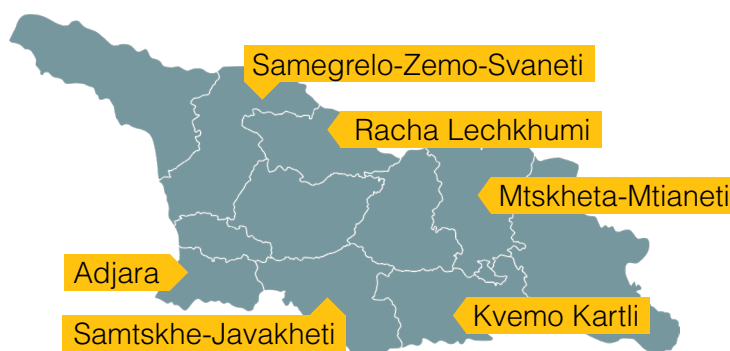 Samegrelo-Zemo-Svaneti
Racha Lechkhumi
Mtskheta-Mtianeti
Adjara
Kvemo Kartli
Samtskhe-Javakheti